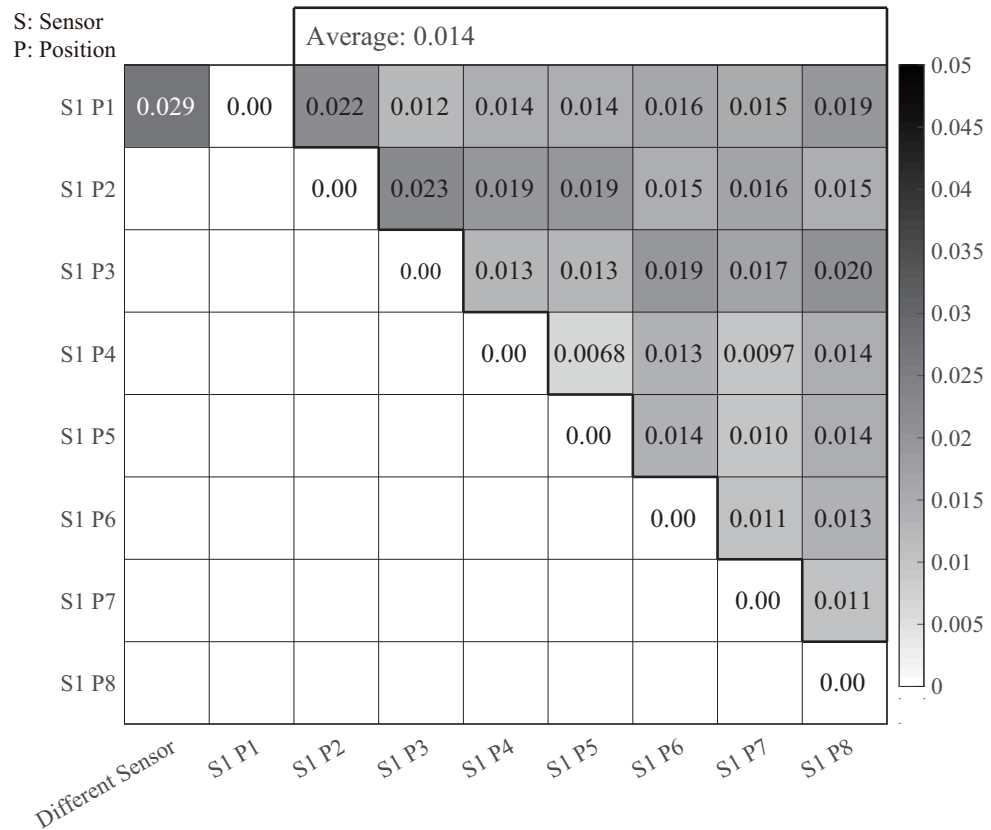 S: Sensor
P: Position
Average: 0.014
S1 P1 0.029 0.00 0.022 0.012 0.014 0.014 0.016 0.015 0.019
S1 P2 0.00 0.023 0.019 0.019 0.015 0.016 0.015
S1 P3 0.00 0.013 0.013 0.019 0.017 0.020
S1 P4 0.00 0.0068 0.013 0.0097 0.014
S1 P5 0.00 0.014 0.010 0.014
S1 P6 0.00 0.011 0.013
S1 P7 0.00 0.011
S1 P8 0.00
Different Sensor S1 P1 S1 P2 S1 P3 S1 P4 S1 P5 S1 P6 S1 P7 S1 P8
0.05
0.045
0.04
0.035
0.03
0.025
0.02
0.015
0.01
0.005
0